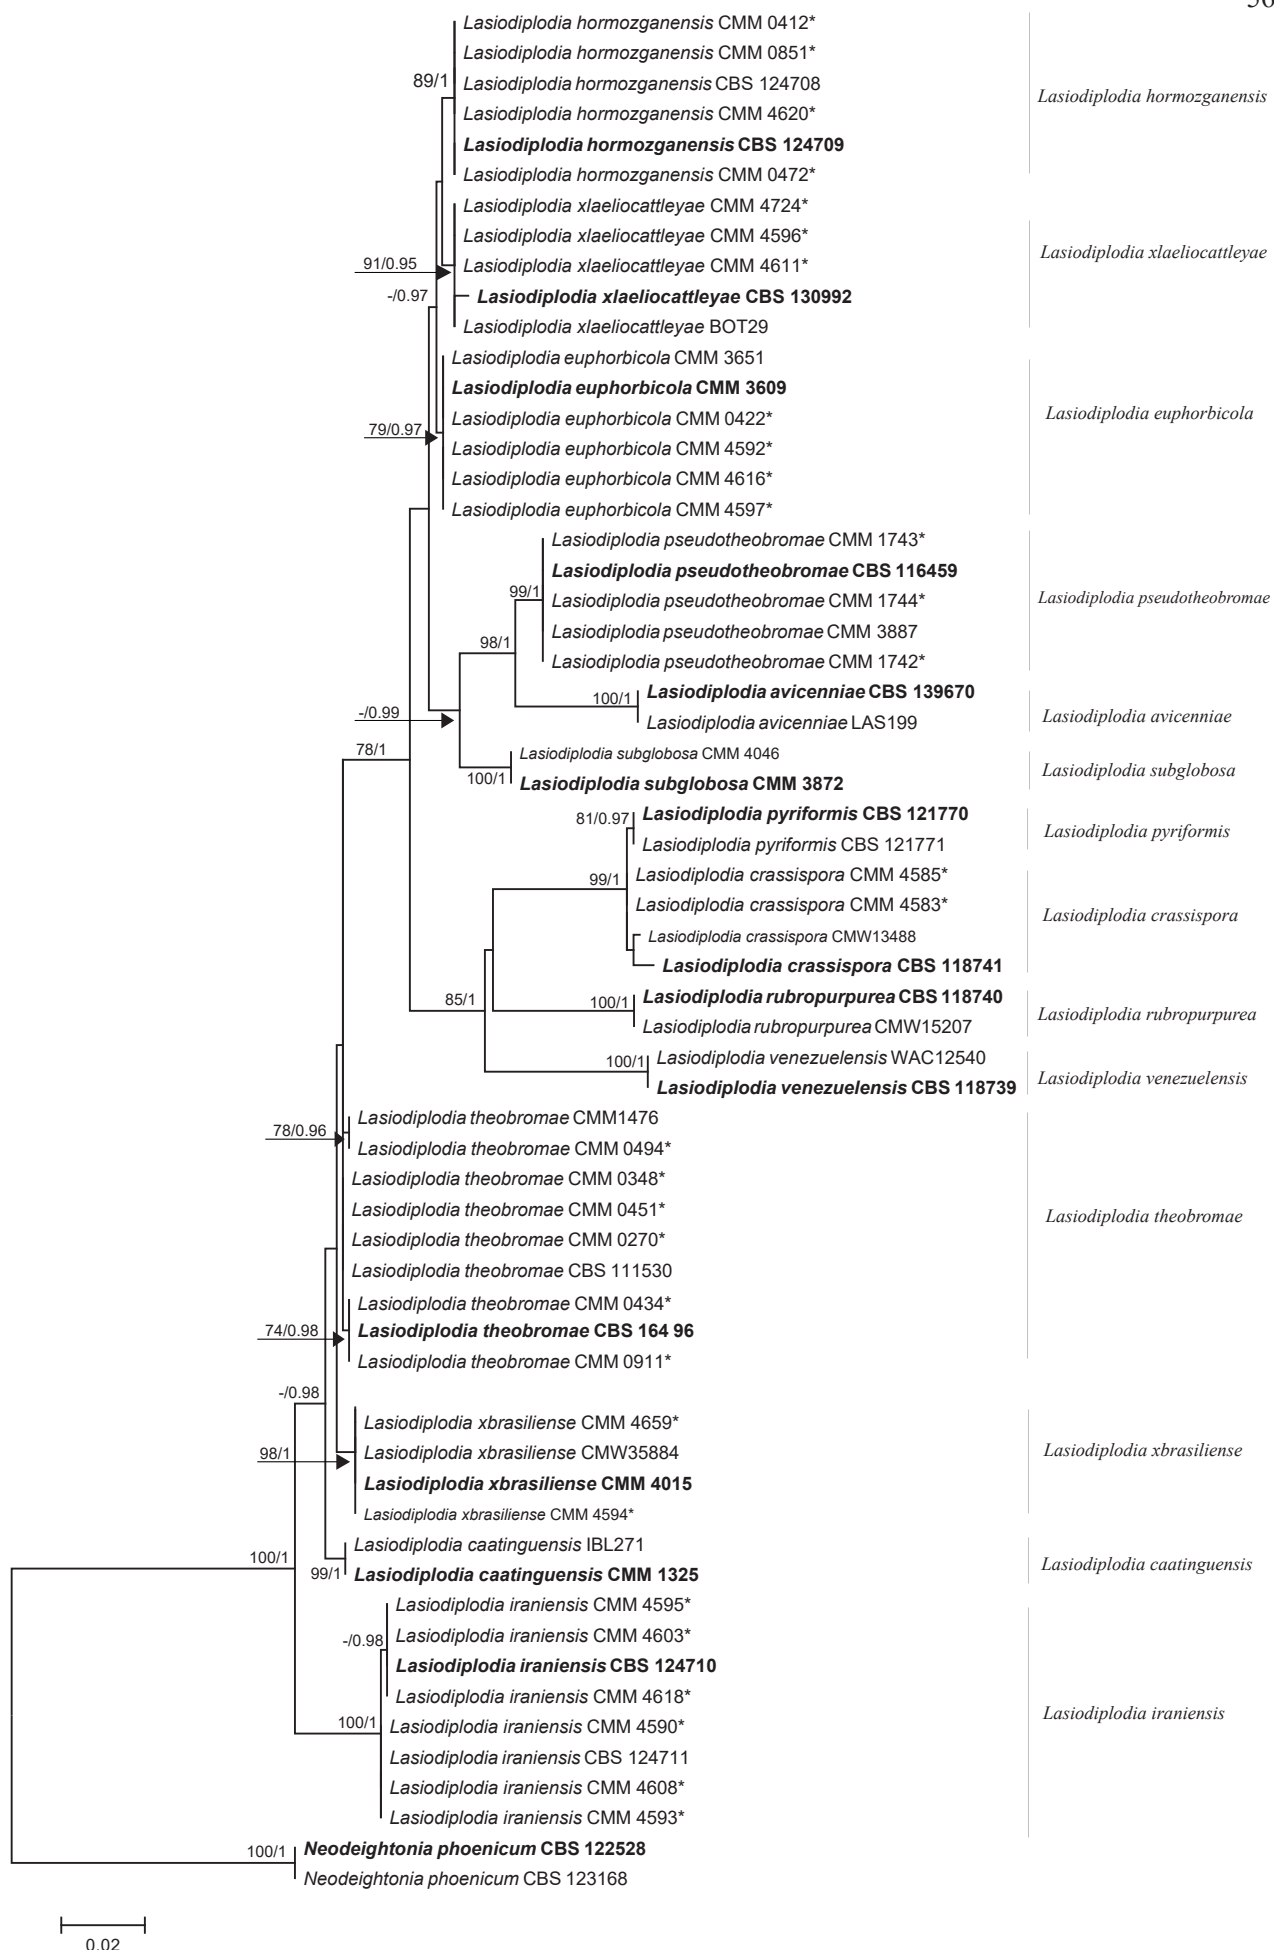 Lasiodiplodia hormozganensis CMM 0412*
Lasiodiplodia hormozganensis CMM 0851*
89/1
Lasiodiplodia hormozganensis CBS 124708
Lasiodiplodia hormozganensis
Lasiodiplodia hormozganensis CMM 4620*
Lasiodiplodia hormozganensis CBS 124709
Lasiodiplodia hormozganensis CMM 0472*
Lasiodiplodia xlaeliocattleyae CMM 4724*
Lasiodiplodia xlaeliocattleyae CMM 4596*
Lasiodiplodia xlaeliocattleyae
91/0.95
Lasiodiplodia xlaeliocattleyae CMM 4611*
-/0.97
Lasiodiplodia xlaeliocattleyae CBS 130992
Lasiodiplodia xlaeliocattleyae BOT29
Lasiodiplodia euphorbicola CMM 3651
Lasiodiplodia euphorbicola CMM 3609
Lasiodiplodia euphorbicola CMM 0422*
Lasiodiplodia euphorbicola
79/0.97
Lasiodiplodia euphorbicola CMM 4592*
Lasiodiplodia euphorbicola CMM 4616*
Lasiodiplodia euphorbicola CMM 4597*
Lasiodiplodia pseudotheobromae CMM 1743*
Lasiodiplodia pseudotheobromae CBS 116459
99/1
Lasiodiplodia pseudotheobromae CMM 1744*
Lasiodiplodia pseudotheobromae
Lasiodiplodia pseudotheobromae CMM 3887
98/1
Lasiodiplodia pseudotheobromae CMM 1742*
100/1
Lasiodiplodia avicenniae CBS 139670
-/0.99
Lasiodiplodia avicenniae LAS199
Lasiodiplodia avicenniae
78/1
Lasiodiplodia subglobosa CMM 4046
Lasiodiplodia subglobosa
100/1
Lasiodiplodia subglobosa CMM 3872
81/0.97
Lasiodiplodia pyriformis CBS 121770
Lasiodiplodia pyriformis
Lasiodiplodia pyriformis CBS 121771
99/1
Lasiodiplodia crassispora CMM 4585*
Lasiodiplodia crassispora CMM 4583*
Lasiodiplodia crassispora
Lasiodiplodia crassispora CMW13488
Lasiodiplodia crassispora CBS 118741
85/1
100/1
Lasiodiplodia rubropurpurea CBS 118740
Lasiodiplodia rubropurpurea
Lasiodiplodia rubropurpurea CMW15207
100/1
Lasiodiplodia venezuelensis WAC12540
Lasiodiplodia venezuelensis
Lasiodiplodia venezuelensis CBS 118739
Lasiodiplodia theobromae CMM1476
78/0.96
Lasiodiplodia theobromae CMM 0494*
Lasiodiplodia theobromae CMM 0348*
Lasiodiplodia theobromae CMM 0451*
Lasiodiplodia theobromae
Lasiodiplodia theobromae CMM 0270*
Lasiodiplodia theobromae CBS 111530
Lasiodiplodia theobromae CMM 0434*
74/0.98
Lasiodiplodia theobromae CBS 164 96
Lasiodiplodia theobromae CMM 0911*
-/0.98
Lasiodiplodia xbrasiliense CMM 4659*
98/1
Lasiodiplodia xbrasiliense CMW35884
Lasiodiplodia xbrasiliense
Lasiodiplodia xbrasiliense CMM 4015
Lasiodiplodia xbrasiliense CMM 4594*
Lasiodiplodia caatinguensis IBL271
100/1
Lasiodiplodia caatinguensis
99/1
Lasiodiplodia caatinguensis CMM 1325
Lasiodiplodia iraniensis CMM 4595*
-/0.98
Lasiodiplodia iraniensis CMM 4603*
Lasiodiplodia iraniensis CBS 124710
Lasiodiplodia iraniensis CMM 4618*
Lasiodiplodia iraniensis
100/1
Lasiodiplodia iraniensis CMM 4590*
Lasiodiplodia iraniensis CBS 124711
Lasiodiplodia iraniensis CMM 4608*
Lasiodiplodia iraniensis CMM 4593*
100/1
Neodeightonia phoenicum CBS 122528
Neodeightonia phoenicum CBS 123168
0.02